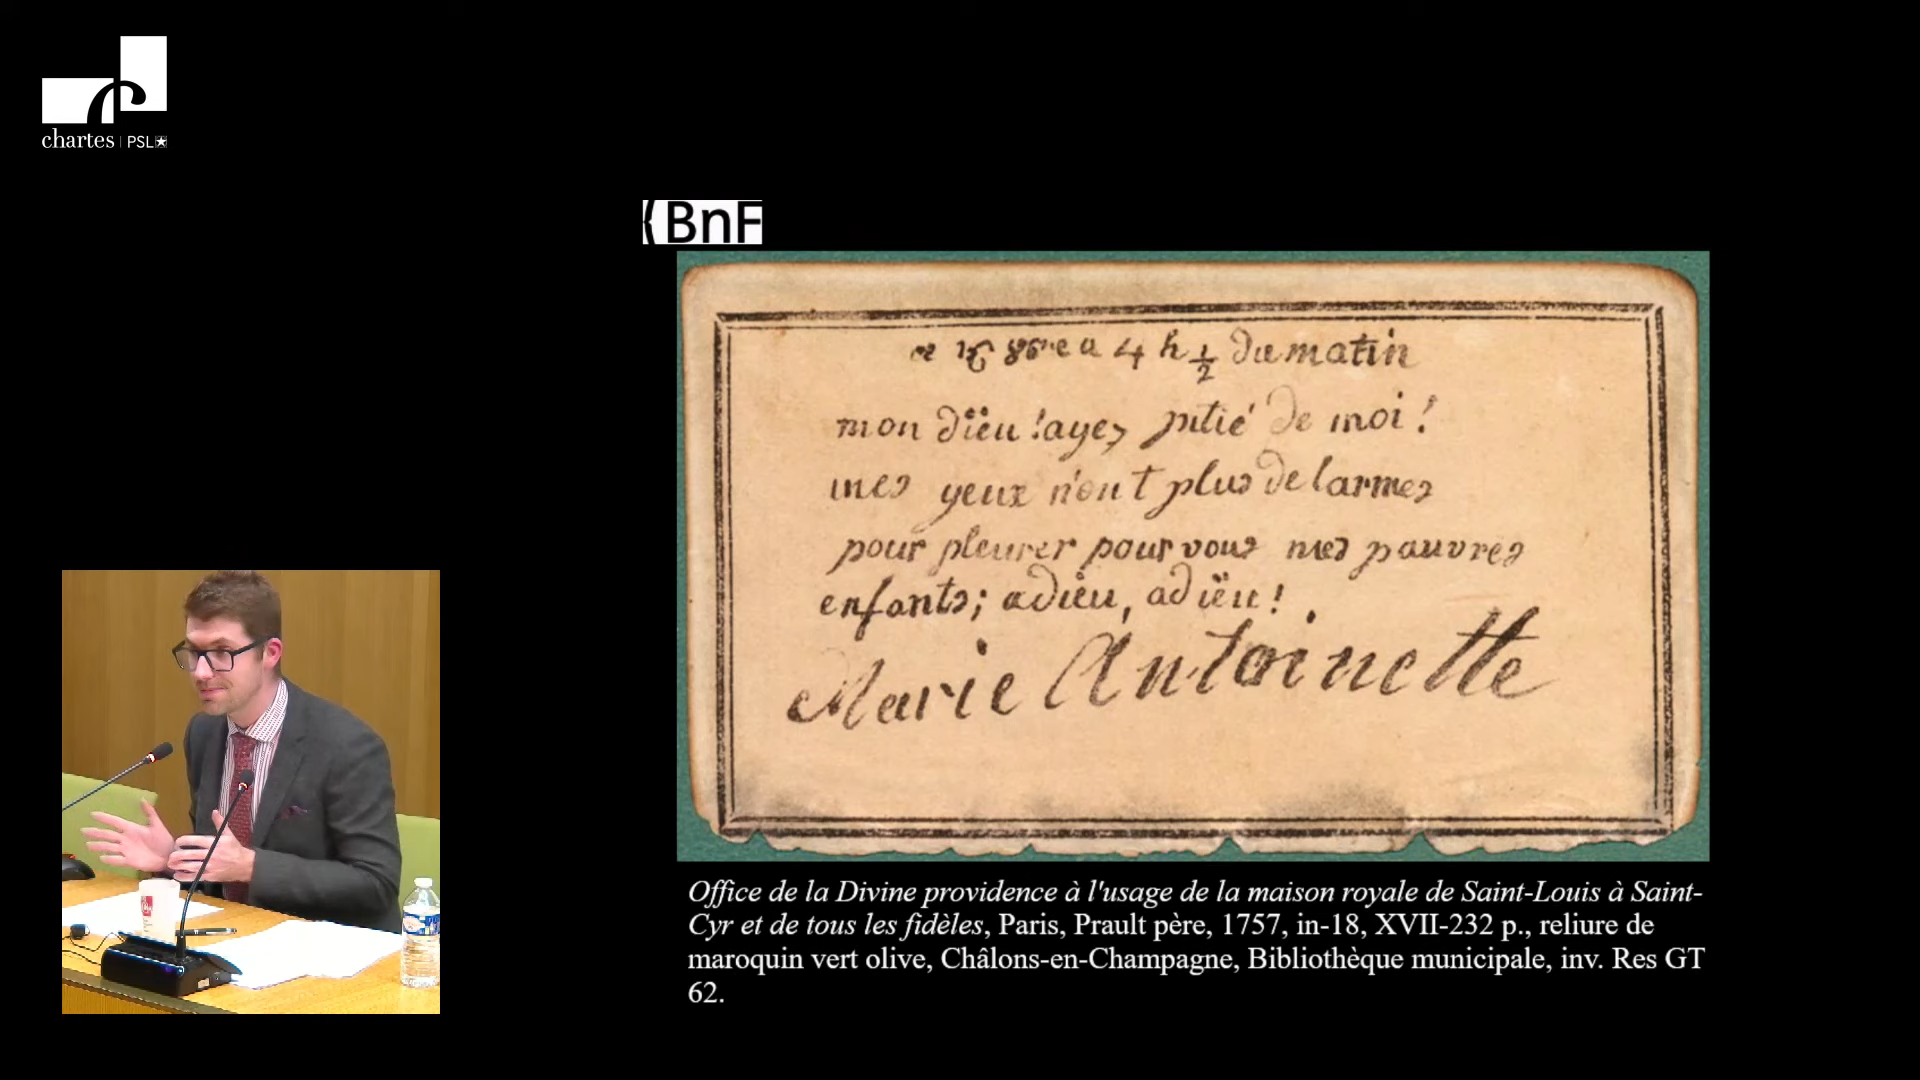 chartes | PSL★
BnF
ce 16 8bre a 4 h ½ du matin
mon dieu ! ayez pitié de moi !
mes yeux n'ont plus de larmes
pour pleurer pour vous mes pauvres
enfants; adieu, adieu !
Marie Antoinette
Office de la Divine providence à l'usage de la maison royale de Saint-Louis à Saint-
Cyr et de tous les fidèles, Paris, Prault père, 1757, in-18, XVII-232 p., reliure de
maroquin vert olive, Châlons-en-Champagne, Bibliothèque municipale, inv. Res GT
62.